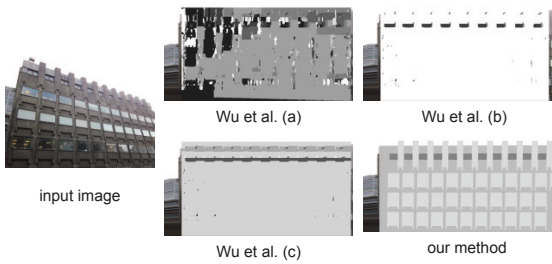 Wu et al. (a)
Wu et al. (b)
input image
Wu et al. (c)
our method